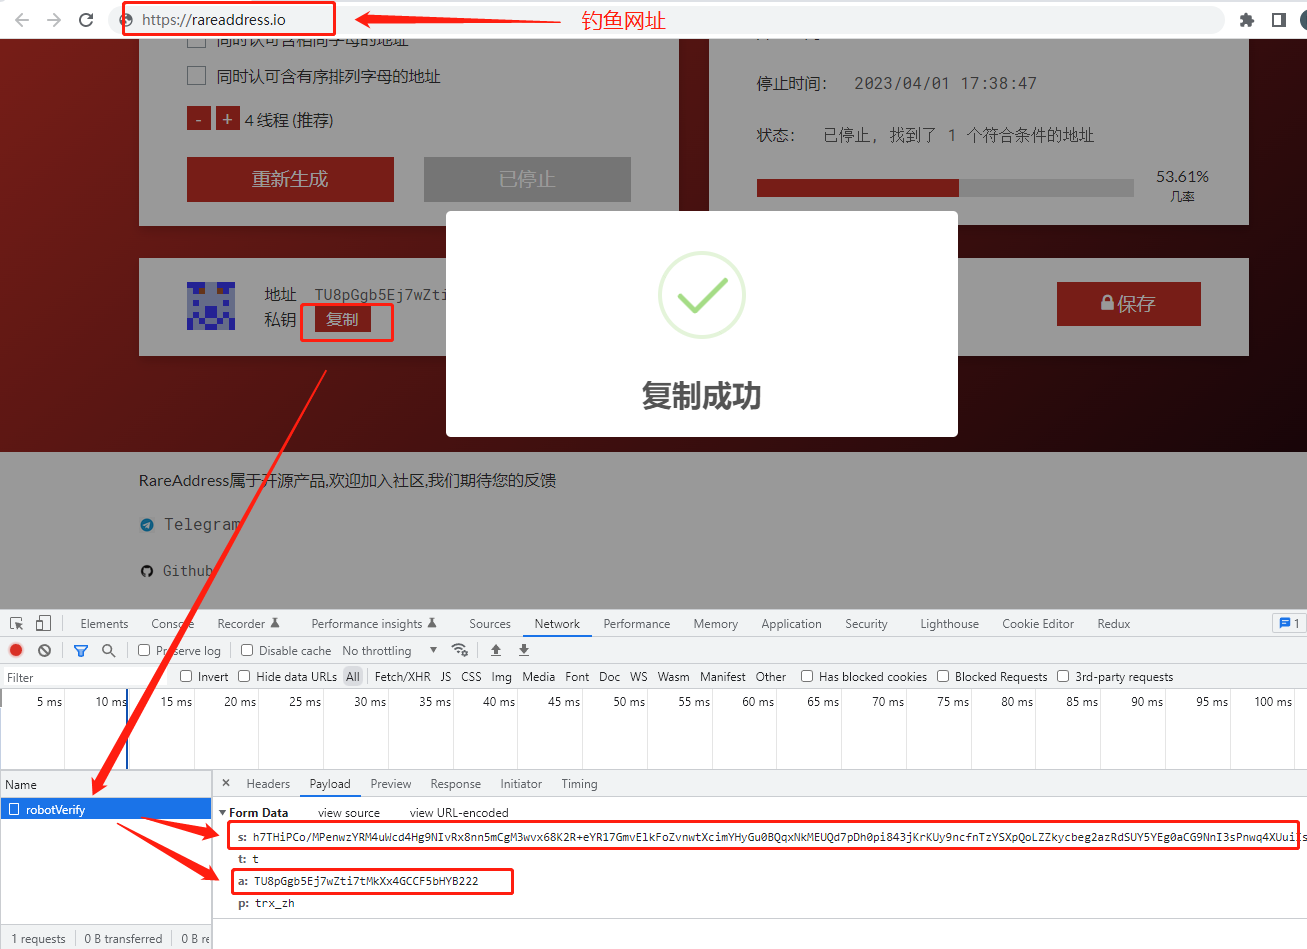 https://rareaddress.io
钓鱼网址
同时认可含相同字母的地址
同时认可含有序排列字母的地址
- + 4 线程 (推荐)
重新生成
已停止
停止时间： 2023/04/01 17:38:47
状态： 已停止，找到了 1 个符合条件的地址
53.61%
几率
地址 TU8pGgb5Ej7wZti
私钥 复制
保存
复制成功
RareAddress属于开源产品,欢迎加入社区,我们期待您的反馈
Telegram
Github
Elements Console Recorder Performance insights Sources Network Performance Memory Application Security Lighthouse Cookie Editor Redux 1
Preserve log Disable cache No throttling
Filter Invert Hide data URLs All Fetch/XHR JS CSS Img Media Font Doc WS Wasm Manifest Other Has blocked cookies Blocked Requests 3rd-party requests
5 ms 10 ms 15 ms 20 ms 25 ms 30 ms 35 ms 40 ms 45 ms 50 ms 55 ms 60 ms 65 ms 70 ms 75 ms 80 ms 85 ms 90 ms 95 ms 100 ms
Name
robotVerify
× Headers Payload Preview Response Initiator Timing
Form Data view source view URL-encoded
s: h7THiPCo/MPenwzYRM4uWcd4Hg9NIvRx8nn5mCgM3wvx68K2R+eYR17GmvElkFoZvnwtXcimYHyGu0BQqxNkMEUQd7pDh0pi843jKrKUy9ncfnTzYSXpQoLZZkycbeg2azRdSUY5YEg0aCG9NnI3sPnwq4XUuiIs
t: t
a: TU8pGgb5Ej7wZti7tMkXx4GCCF5bHYB222
p: trx_zh
1 requests 0 B transferred 0 B re